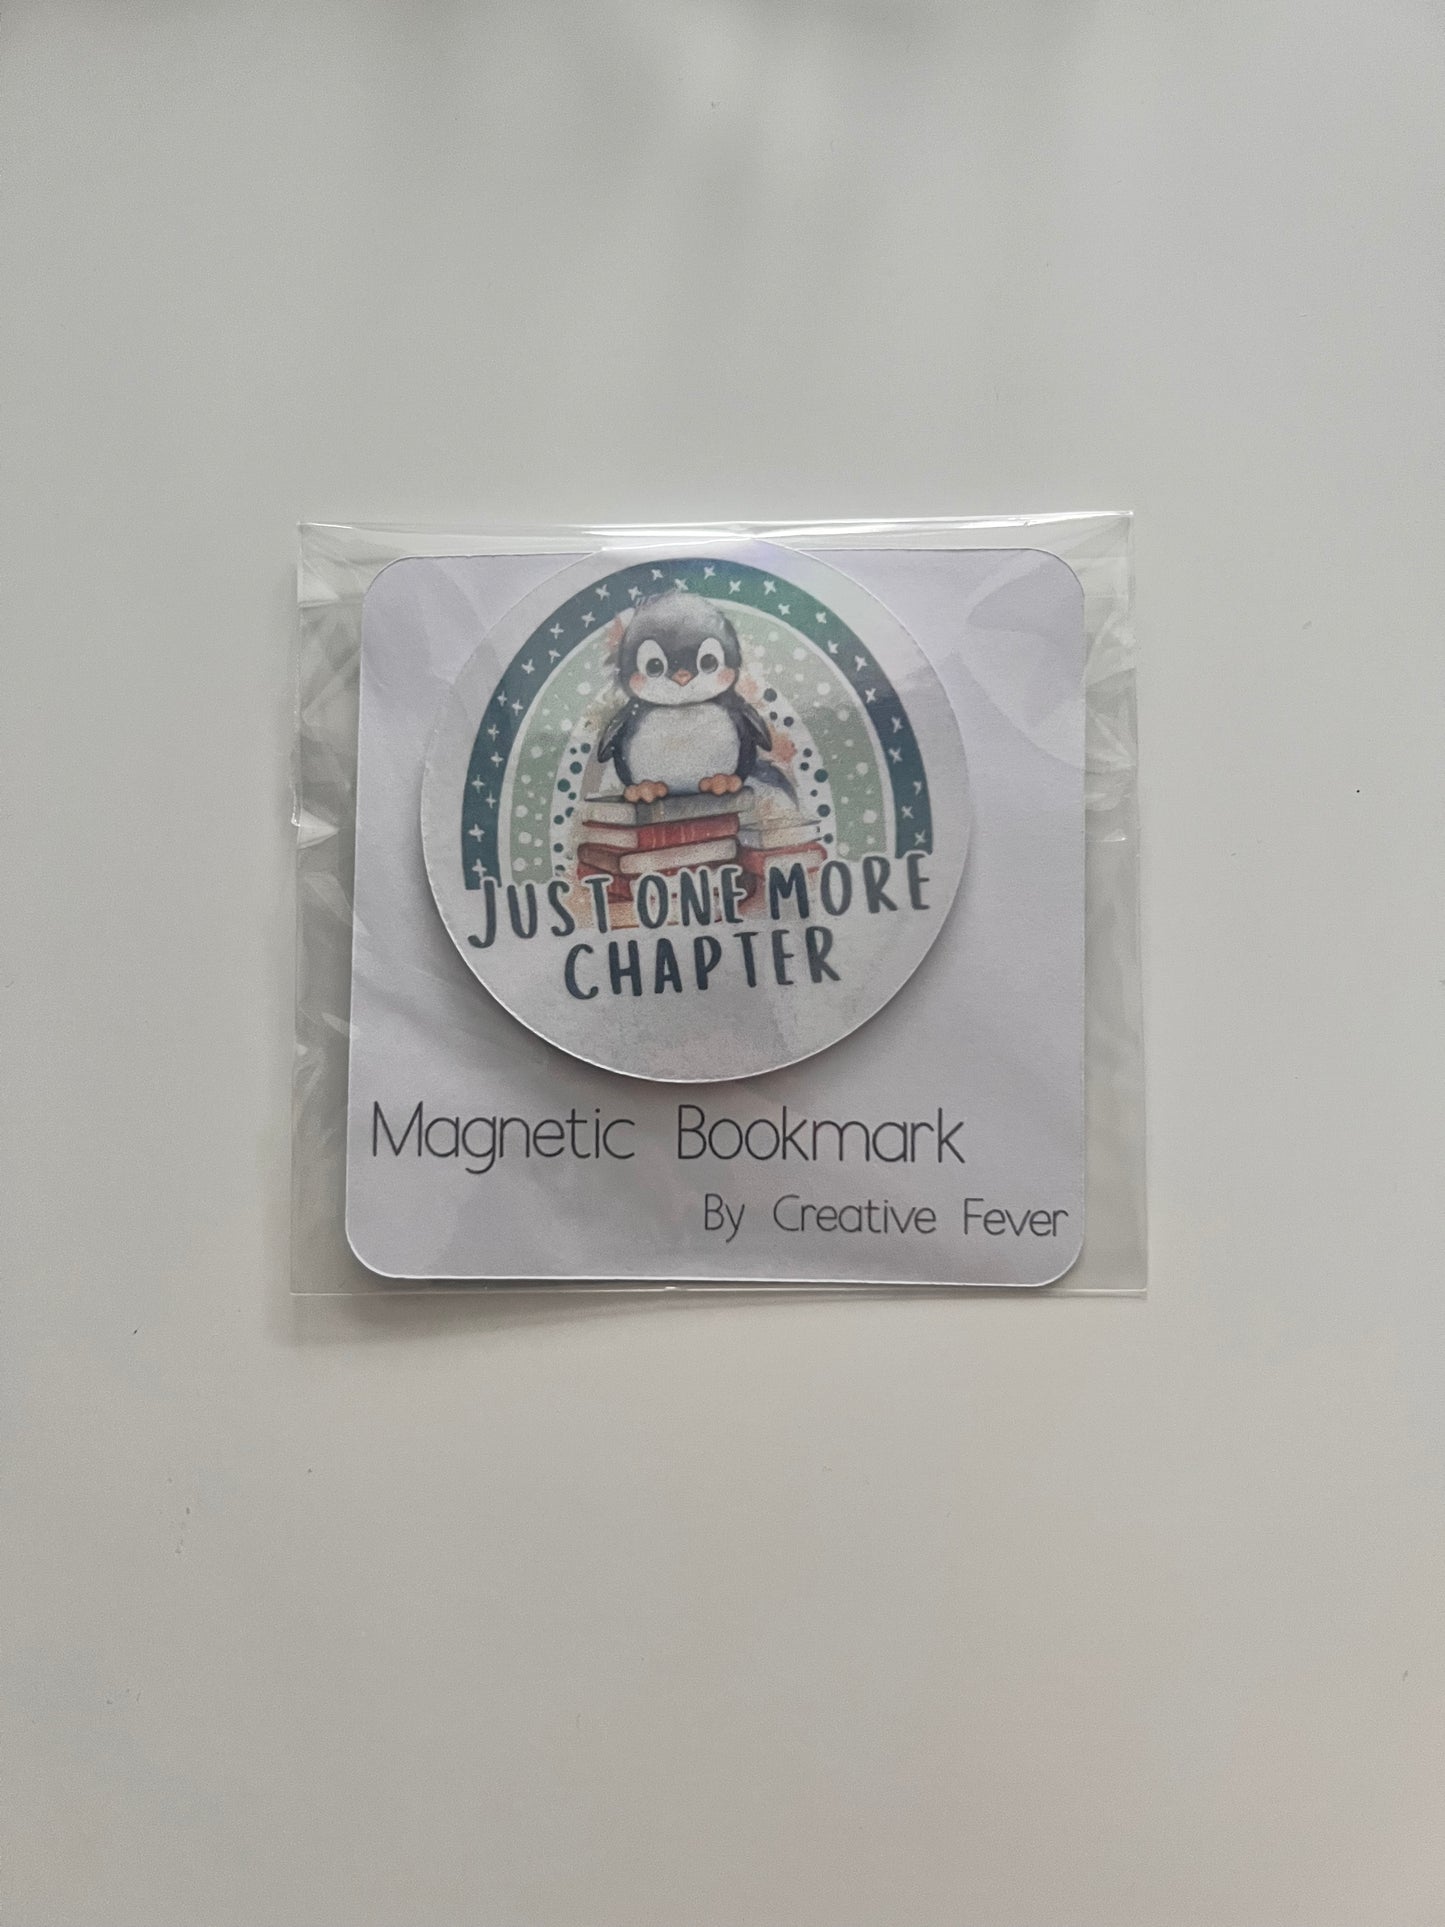 JUST ONE MORE
CHAPTER
Magnetic Bookmark
By Creative Fever